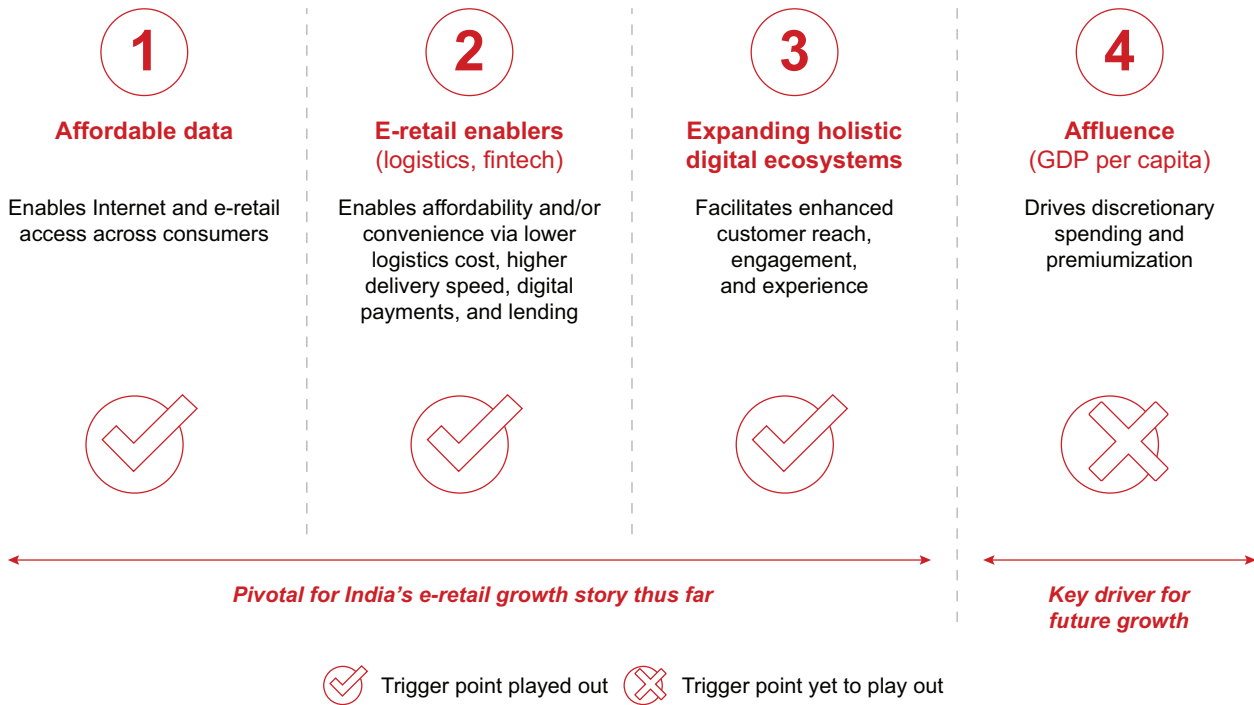 1
Affordable data
Enables Internet and e-retail
access across consumers
2
E-retail enablers
(logistics, fintech)
Enables affordability and/or
convenience via lower
logistics cost, higher
delivery speed, digital
payments, and lending
3
Expanding holistic
digital ecosystems
Facilitates enhanced
customer reach,
engagement,
and experience
4
Affluence
(GDP per capita)
Drives discretionary
spending and
premiumization
Pivotal for India’s e-retail growth story thus far
Key driver for
future growth
Trigger point played out
Trigger point yet to play out